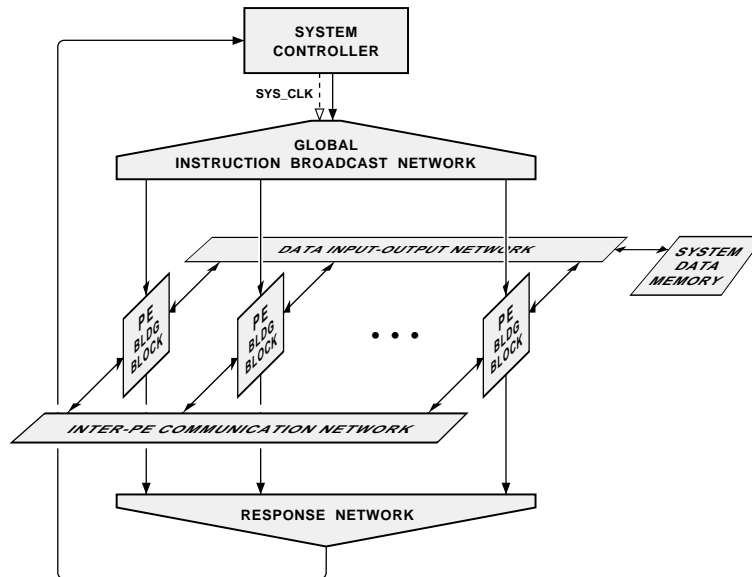 SYSTEM
CONTROLLER
SYS_CLK
GLOBAL
INSTRUCTION BROADCAST NETWORK
DATA INPUT-OUTPUT NETWORK
SYSTEM
DATA
MEMORY
PE
BLDG
BLOCK
PE
BLDG
BLOCK
PE
BLDG
BLOCK
INTER-PE COMMUNICATION NETWORK
RESPONSE NETWORK